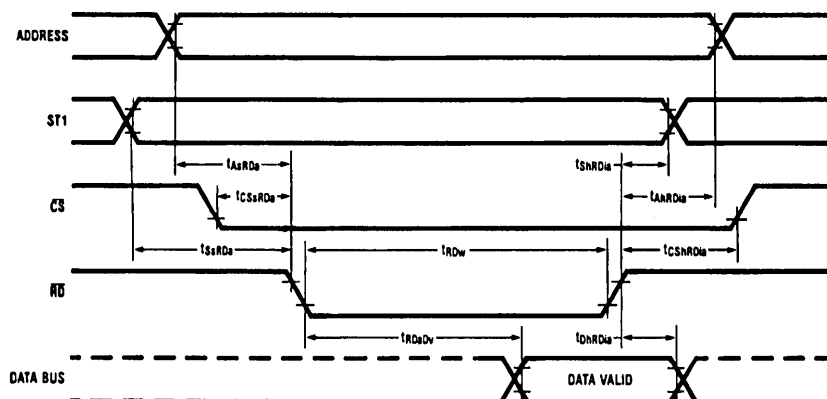 ADDRESS
ST1
tAsRDa
tShRDia
tCSsRDa
tAhRDia
CS
tSsRDa
tRDw
tCShRDia
RD
tRDaDv
tDhRDia
DATA BUS
DATA VALID